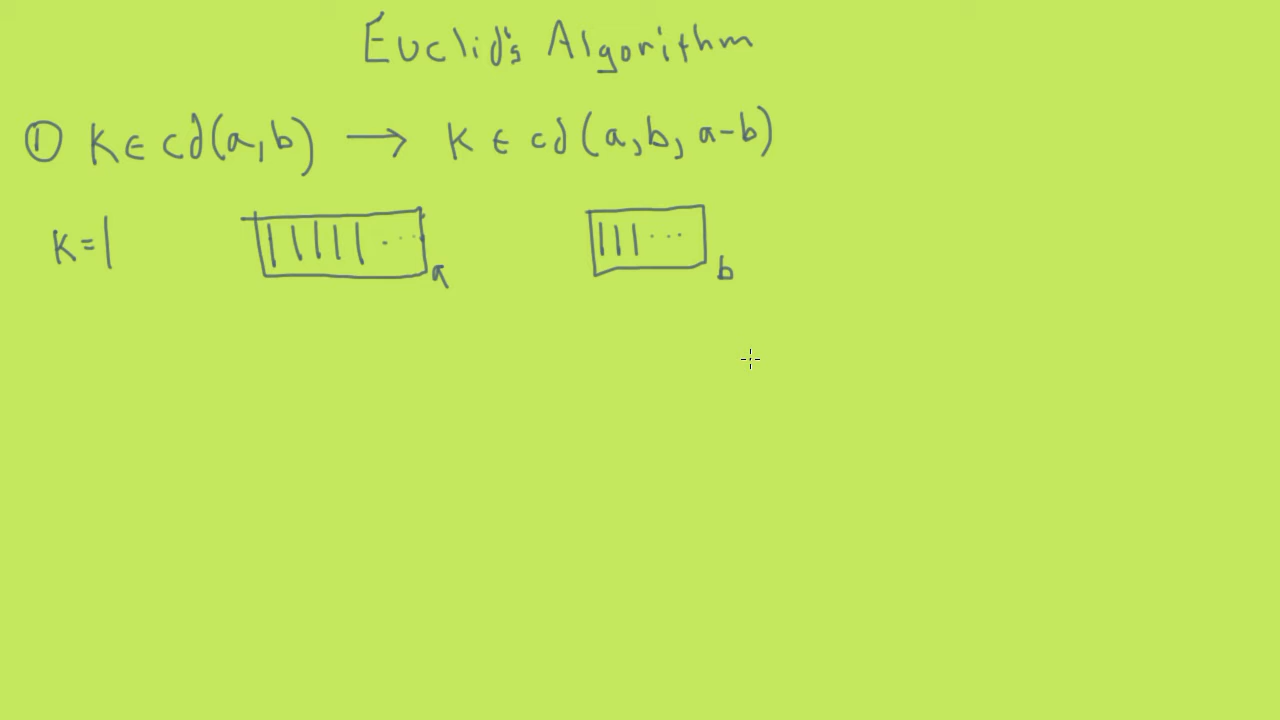 Euclid's Algorithm
① K ∈ cd(a,b) → K ∈ cd(a,b,a-b)
K = |
a
b